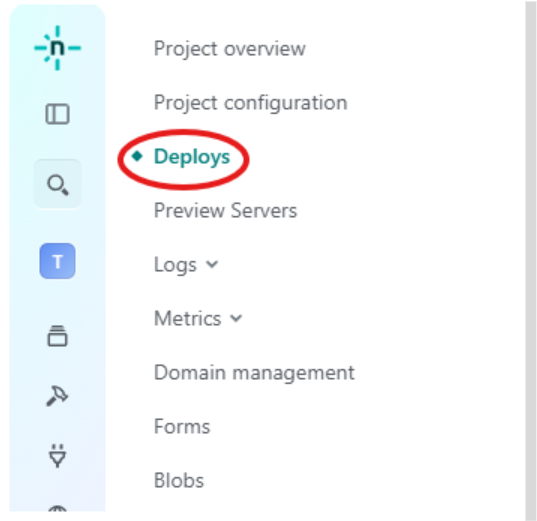 n
Project overview
Project configuration
Deploys
Preview Servers
T
Logs
Metrics
Domain management
Forms
Blobs